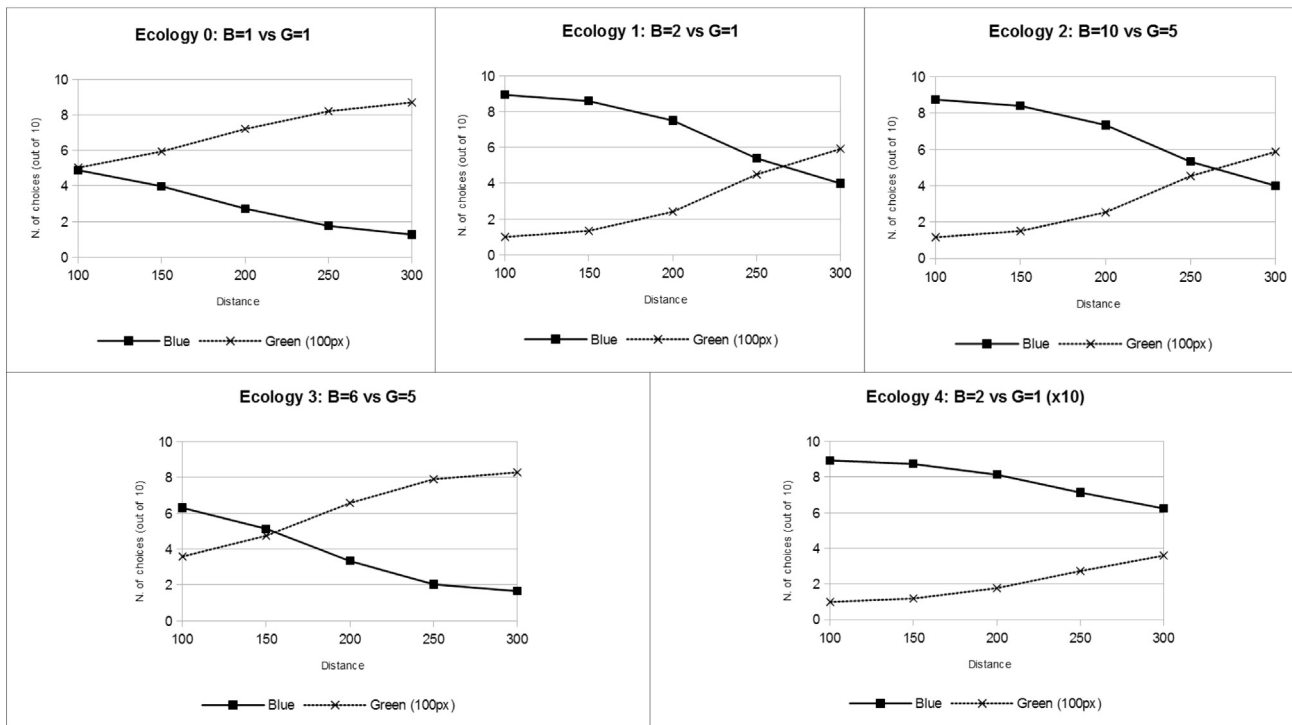 Ecology 0: B=1 vs G=1
N. of choices (out of 10)
10
8
6
4
2
0
100 150 200 250 300
Distance
Blue Green (100px)
Ecology 1: B=2 vs G=1
N. of choices (out of 10)
10
8
6
4
2
0
100 150 200 250 300
Distance
Blue Green (100px)
Ecology 2: B=10 vs G=5
N. of choices (out of 10)
10
8
6
4
2
0
100 150 200 250 300
Distance
Blue Green (100px)
Ecology 3: B=6 vs G=5
N. of choices (out of 10)
10
8
6
4
2
0
100 150 200 250 300
Distance
Blue Green (100px)
Ecology 4: B=2 vs G=1 (x10)
N. of choices (out of 10)
10
8
6
4
2
0
100 150 200 250 300
Distance
Blue Green (100px)